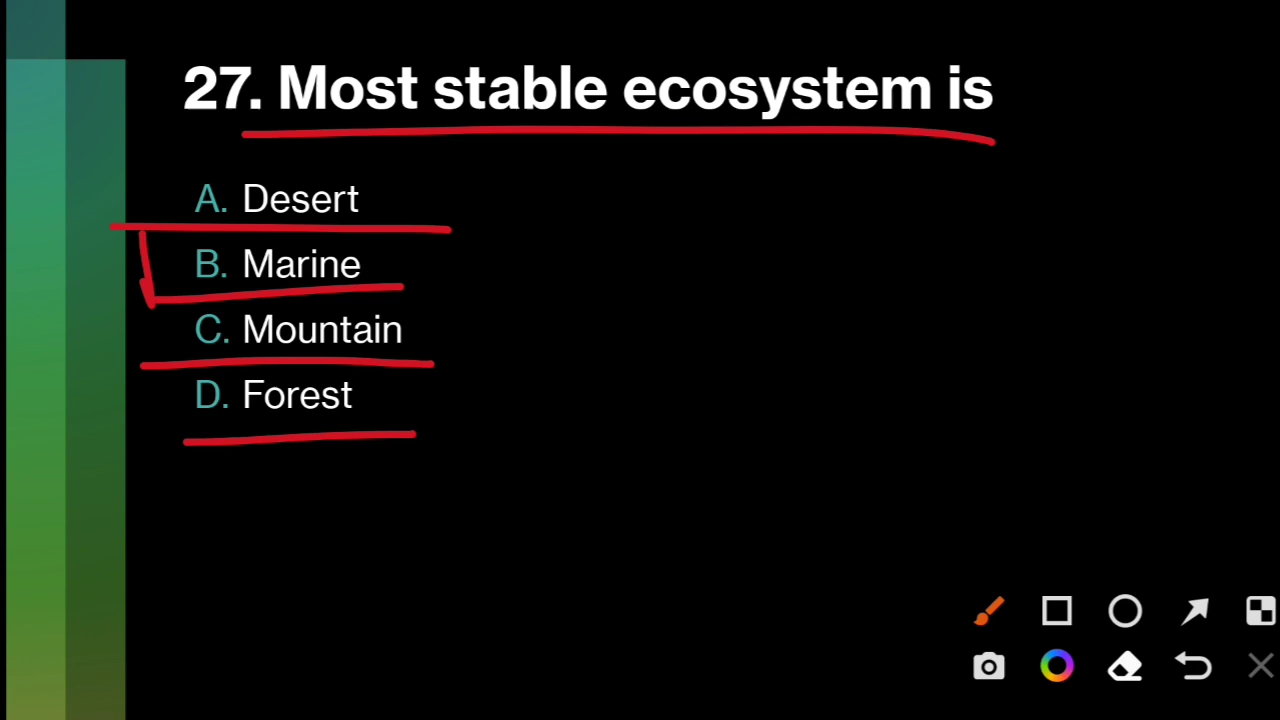 27. Most stable ecosystem is
A. Desert
B. Marine
C. Mountain
D. Forest